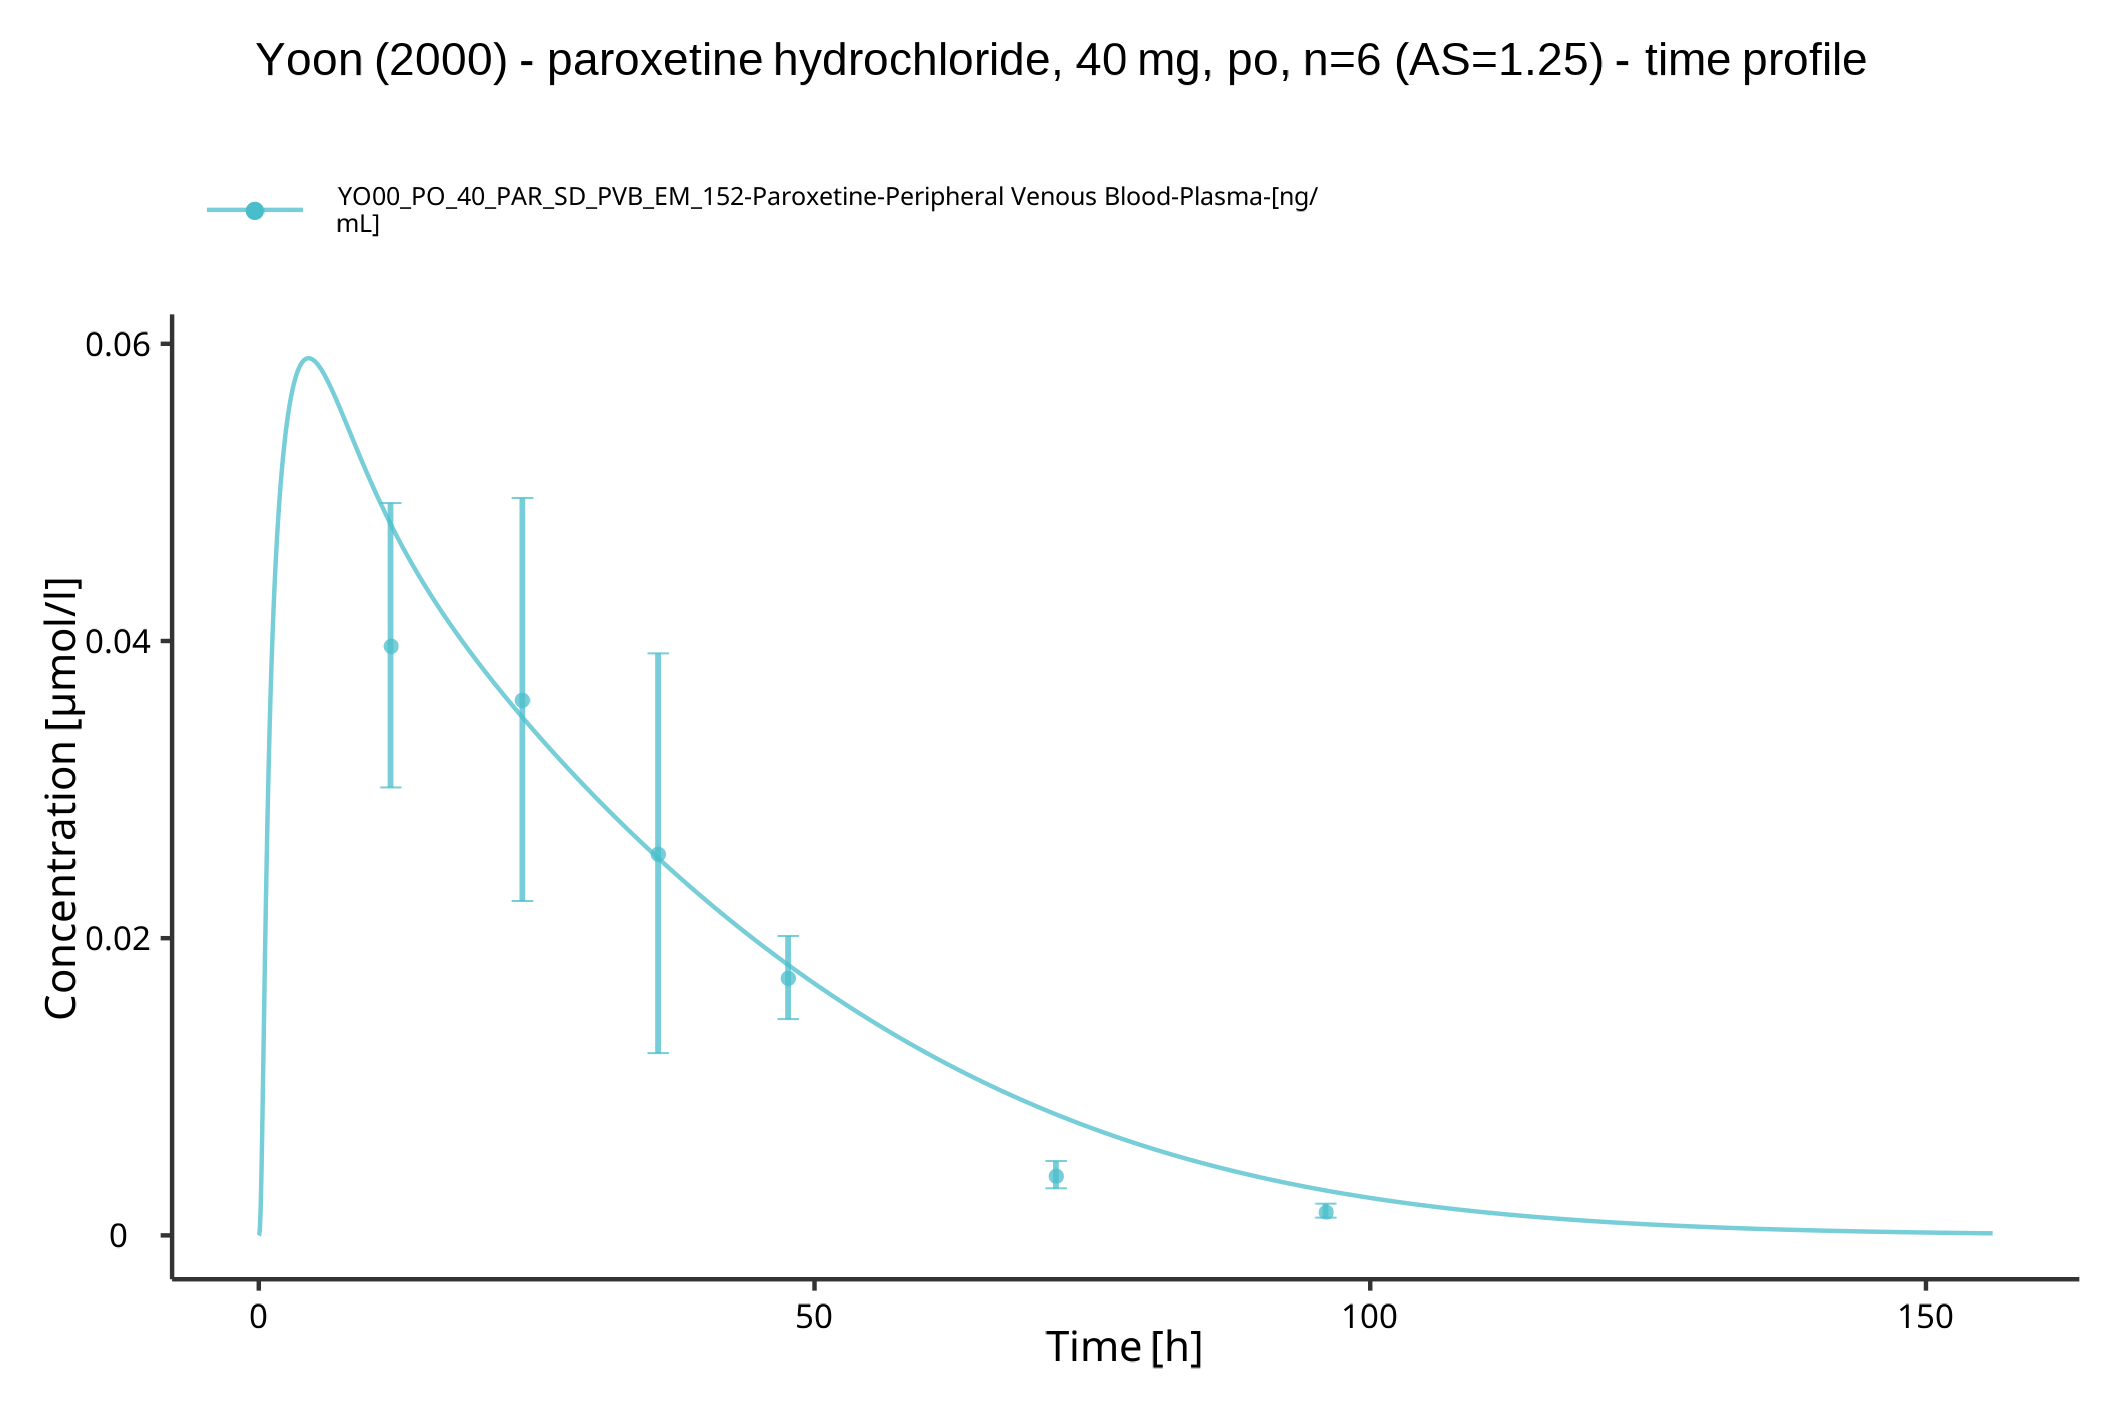 Yoon (2000) - paroxetine hydrochloride, 40 mg, po, n=6 (AS=1.25) - time profile
YO00_PO_40_PAR_SD_PVB_EM_152-Paroxetine-Peripheral Venous Blood-Plasma-[ng/
mL]
Concentration [µmol/l]
0.06
0.04
0.02
0
0 50 100 150
Time [h]